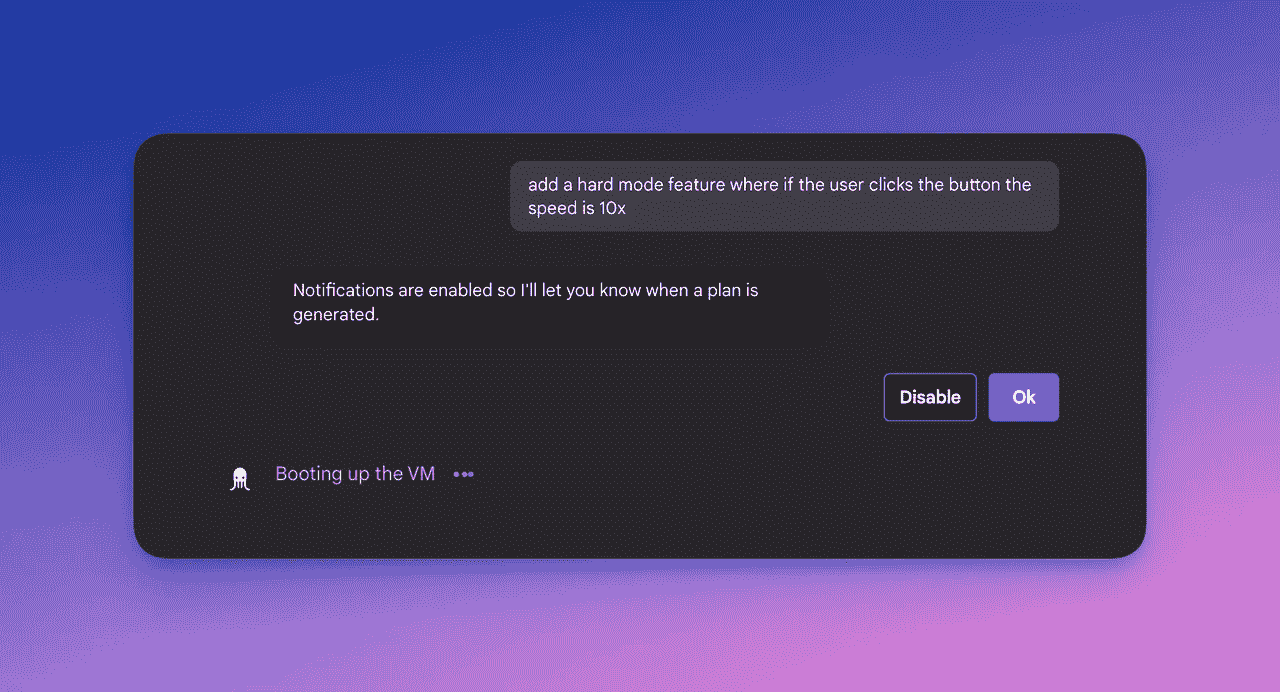 add a hard mode feature where if the user clicks the button the
speed is 10x
Notifications are enabled so I'll let you know when a plan is
generated.
Disable
Ok
Booting up the VM